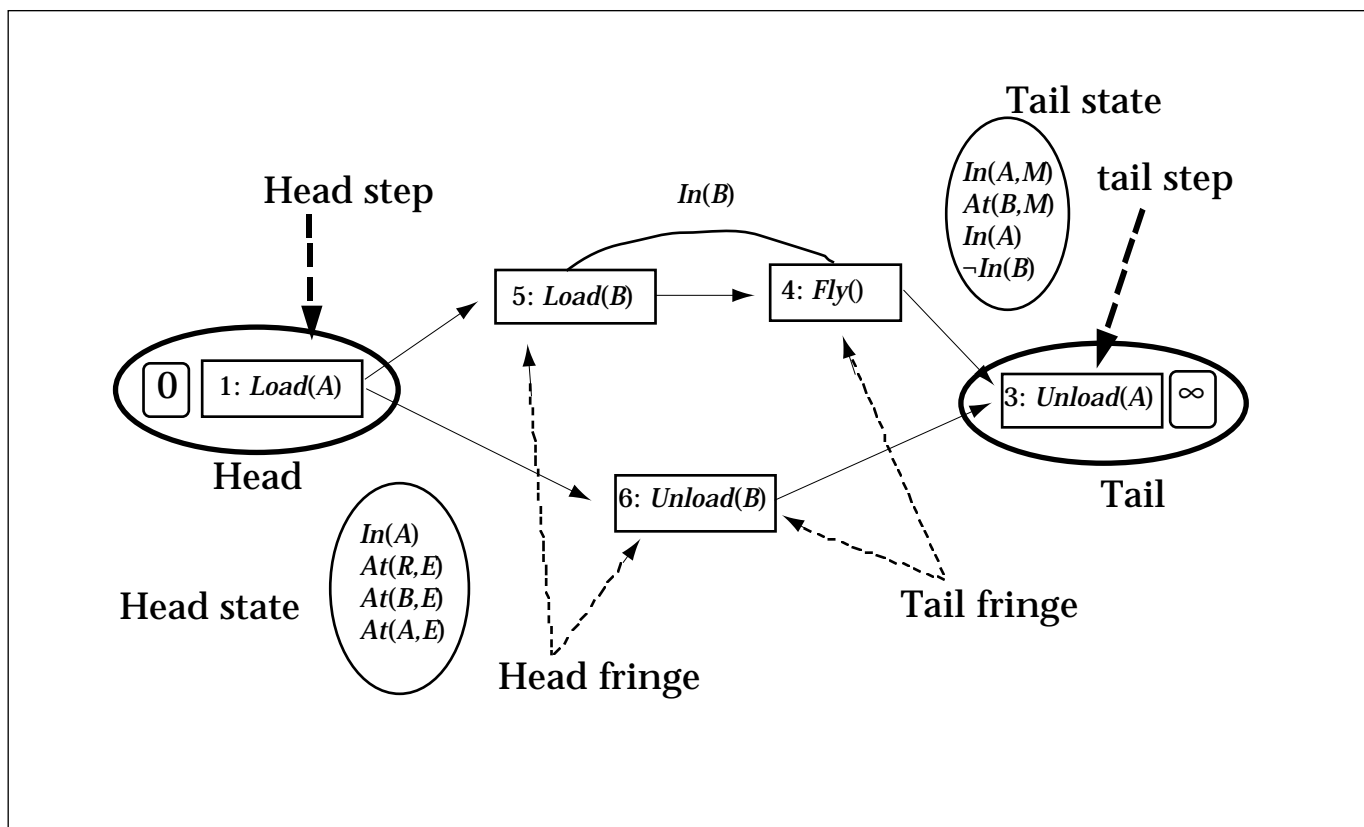 Tail state
In(A,M)
At(B,M)
In(A)
¬In(B)
tail step
Head step
In(B)
5: Load(B)
4: Fly()
0
1: Load(A)
3: Unload(A)
∞
Head
Tail
6: Unload(B)
In(A)
At(R,E)
At(B,E)
At(A,E)
Head state
Tail fringe
Head fringe